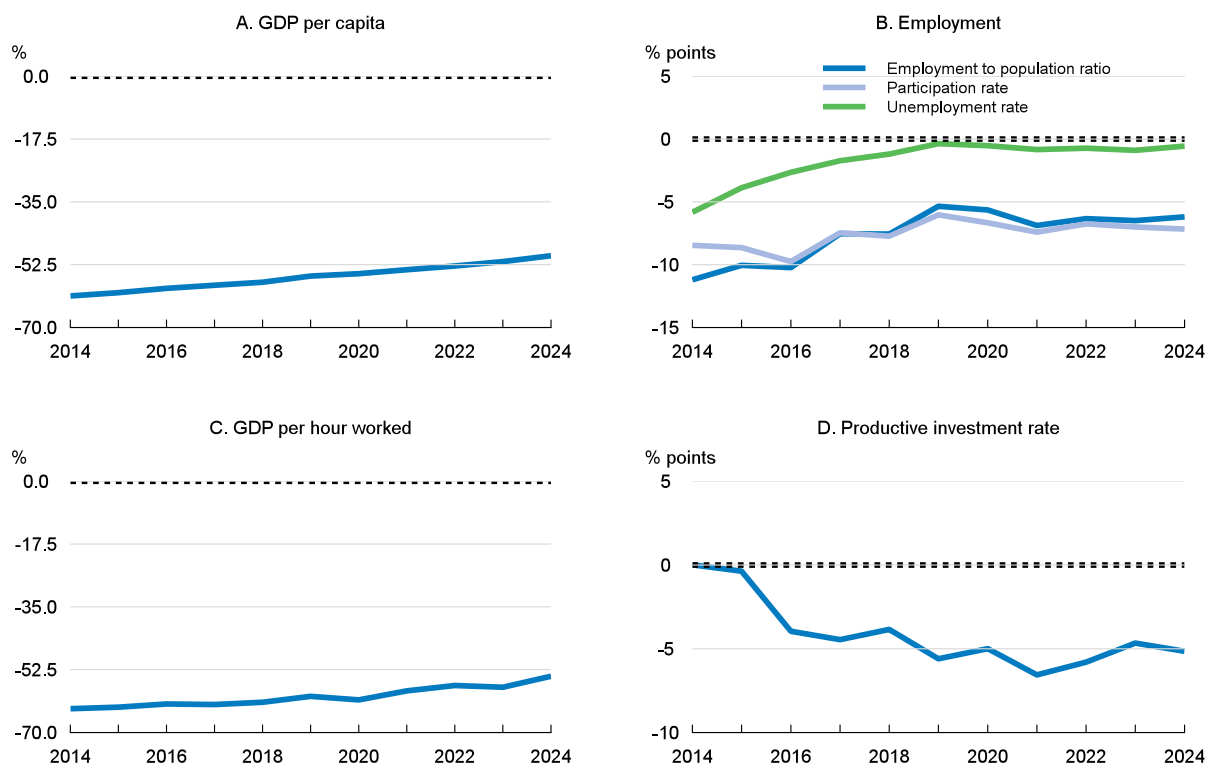 A. GDP per capita
%
0.0
-17.5
-35.0
-52.5
-70.0
2014 2016 2018 2020 2022 2024
B. Employment
% points
Employment to population ratio
Participation rate
Unemployment rate
5
0
-5
-10
-15
2014 2016 2018 2020 2022 2024
C. GDP per hour worked
%
0.0
-17.5
-35.0
-52.5
-70.0
2014 2016 2018 2020 2022 2024
D. Productive investment rate
% points
5
0
-5
-10
2014 2016 2018 2020 2022 2024